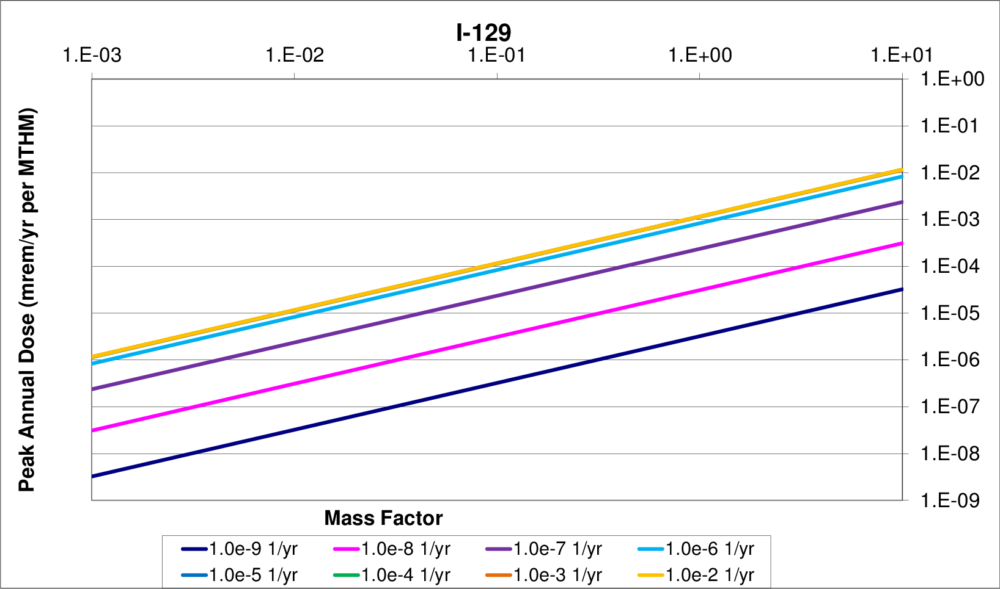 I-129
1.E-03 1.E-02 1.E-01 1.E+00 1.E+01
1.E+00
1.E-01
1.E-02
1.E-03
1.E-04
1.E-05
1.E-06
1.E-07
1.E-08
1.E-09
Peak Annual Dose (mrem/yr per MTHM)
Mass Factor
1.0e-9 1/yr 1.0e-8 1/yr 1.0e-7 1/yr 1.0e-6 1/yr
1.0e-5 1/yr 1.0e-4 1/yr 1.0e-3 1/yr 1.0e-2 1/yr